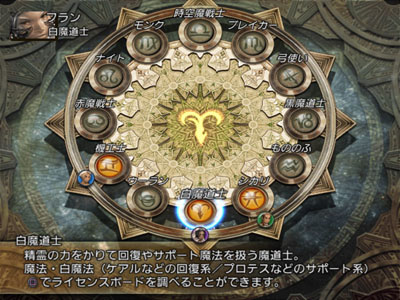 フラン
白魔道士
時空魔戦士
モンク
ブレイカー
ナイト
弓使い
赤魔戦士
黒魔道士
機工士
もののふ
ウーラン
白魔道士
シカリ
白魔道士
精霊の力をかりて回復やサポート魔法を扱う魔道士。
魔法・白魔法(ケアルなどの回復系/プロテスなどのサポート系)
でライセンスボードを調べることができます。